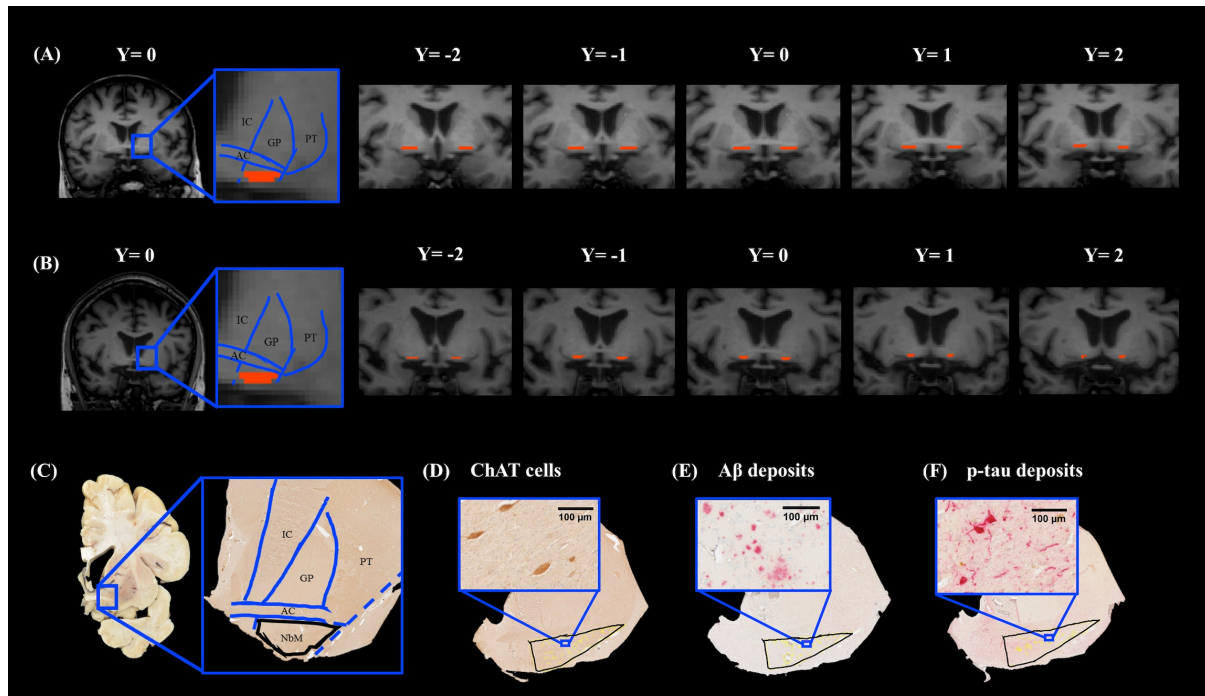 (A) Y= 0 Y= -2 Y= -1 Y= 0 Y= 1 Y= 2
IC GP PT
AC
(B) Y= 0 Y= -2 Y= -1 Y= 0 Y= 1 Y= 2
IC GP PT
AC
(C) (D) ChAT cells (E) Aβ deposits (F) p-tau deposits
100 µm 100 µm 100 µm
IC PT
GP
AC
NbM